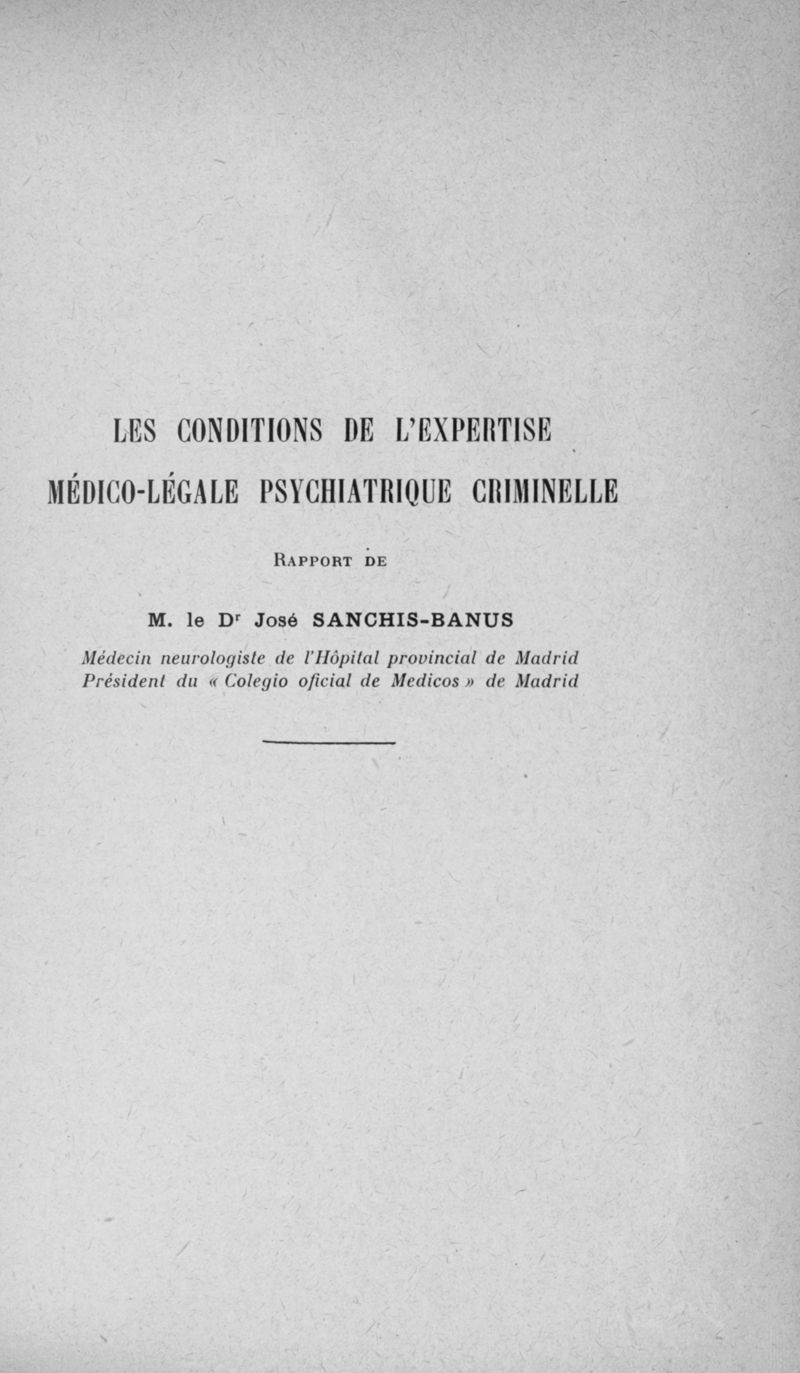 LES CONDITIONS DE L'EXPERTISE
MÉDICO-LÉGALE PSYCHIATRIQUE CRIMINELLE
RAPPORT DE
M. le Dr José SANCHIS-BANUS
Médecin neurologiste de l'Hôpital provincial de Madrid
Président du « Colegio oficial de Medicos » de Madrid